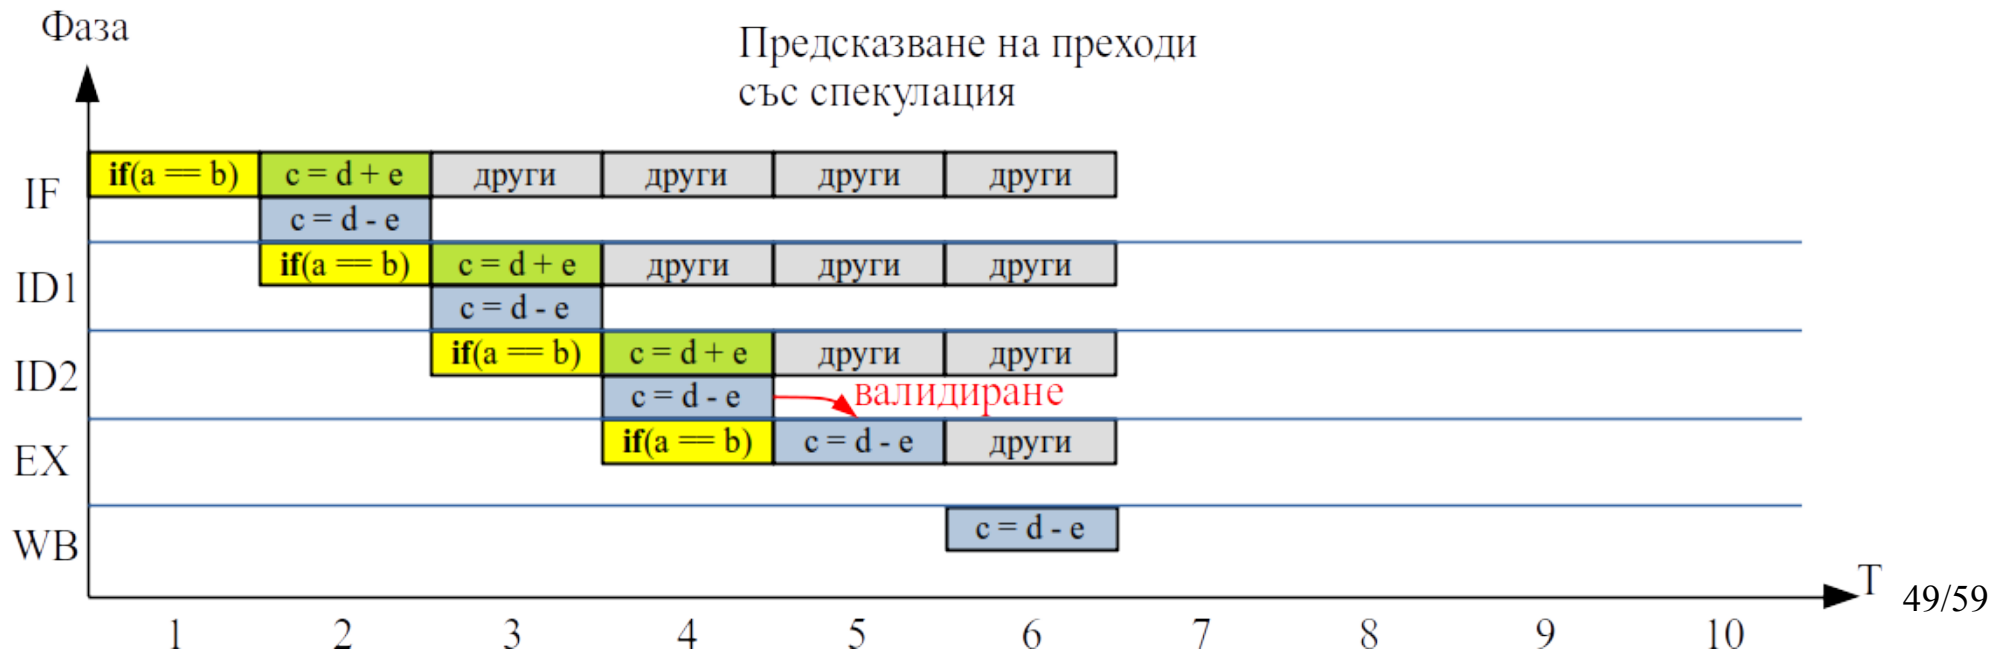 Фаза
Предсказване на преходи
със спекулация
IF
if(a == b)
c = d + e
други
други
други
други
c = d - e
ID1
if(a == b)
c = d + e
други
други
други
c = d - e
ID2
if(a == b)
c = d + e
други
други
c = d - e
валидиране
EX
if(a == b)
c = d - e
други
WB
c = d - e
T
49/59
1 2 3 4 5 6 7 8 9 10